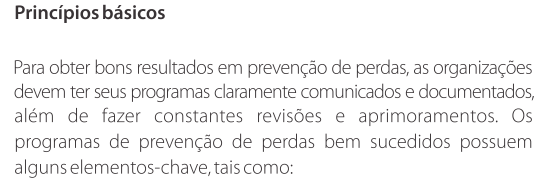 Princípios básicos
Para obter bons resultados em prevenção de perdas, as organizações
devem ter seus programas claramente comunicados e documentados,
além de fazer constantes revisões e aprimoramentos. Os
programas de prevenção de perdas bem sucedidos possuem
alguns elementos-chave, tais como: